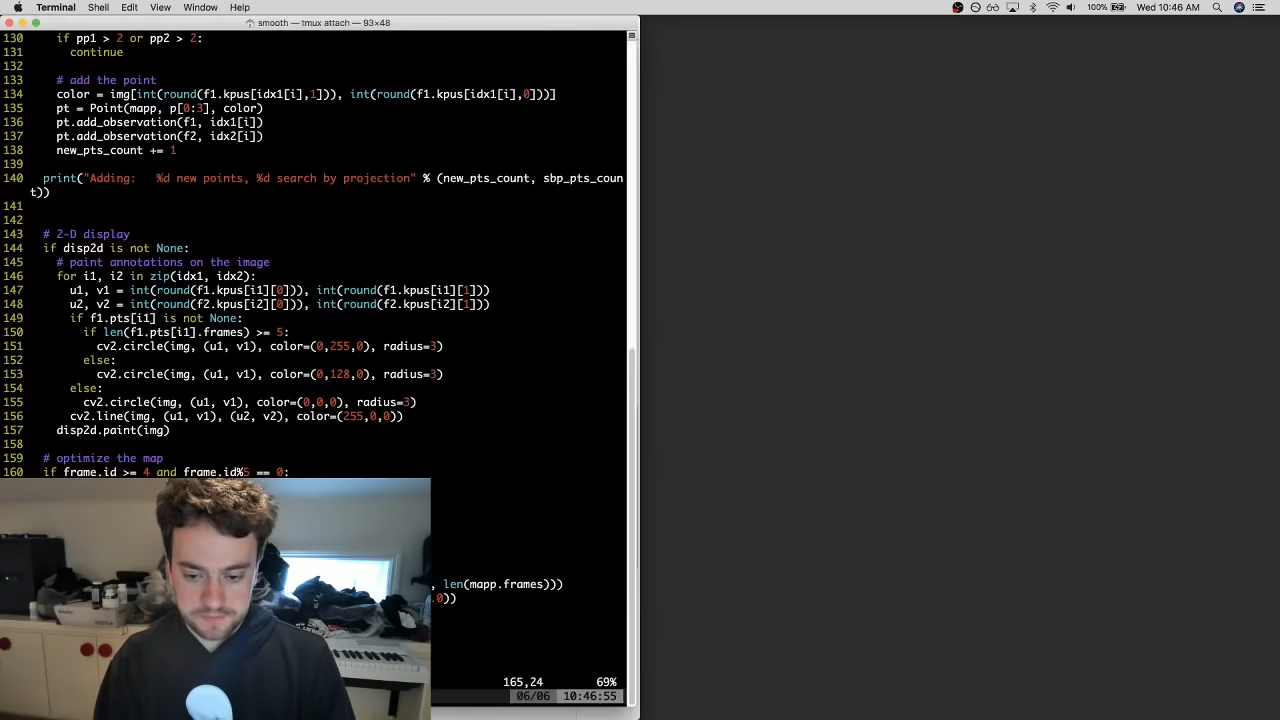 Terminal Shell Edit View Window Help
100% Wed 10:46 AM
smooth — tmux attach — 93×48
130 if pp1 > 2 or pp2 > 2:
131 continue
132
133 # add the point
134 color = img[int(round(f1.kpus[idx1[i],1])), int(round(f1.kpus[idx1[i],0]))]
135 pt = Point(mapp, p[0:3], color)
136 pt.add_observation(f1, idx1[i])
137 pt.add_observation(f2, idx2[i])
138 new_pts_count += 1
139
140 print("Adding:   %d new points, %d search by projection" % (new_pts_count, sbp_pts_coun
t))
141
142
143 # 2-D display
144 if disp2d is not None:
145 # paint annotations on the image
146 for i1, i2 in zip(idx1, idx2):
147 u1, v1 = int(round(f1.kpus[i1][0])), int(round(f1.kpus[i1][1]))
148 u2, v2 = int(round(f2.kpus[i2][0])), int(round(f2.kpus[i2][1]))
149 if f1.pts[i1] is not None:
150 if len(f1.pts[i1].frames) >= 5:
151 cv2.circle(img, (u1, v1), color=(0,255,0), radius=3)
152 else:
153 cv2.circle(img, (u1, v1), color=(0,128,0), radius=3)
154 else:
155 cv2.circle(img, (u1, v1), color=(0,0,0), radius=3)
156 cv2.line(img, (u1, v1), (u2, v2), color=(255,0,0))
157 disp2d.paint(img)
158
159 # optimize the map
160 if frame.id >= 4 and frame.id%5 == 0:
, len(mapp.frames)))
.0))
165,24 69%
06/06 10:46:55